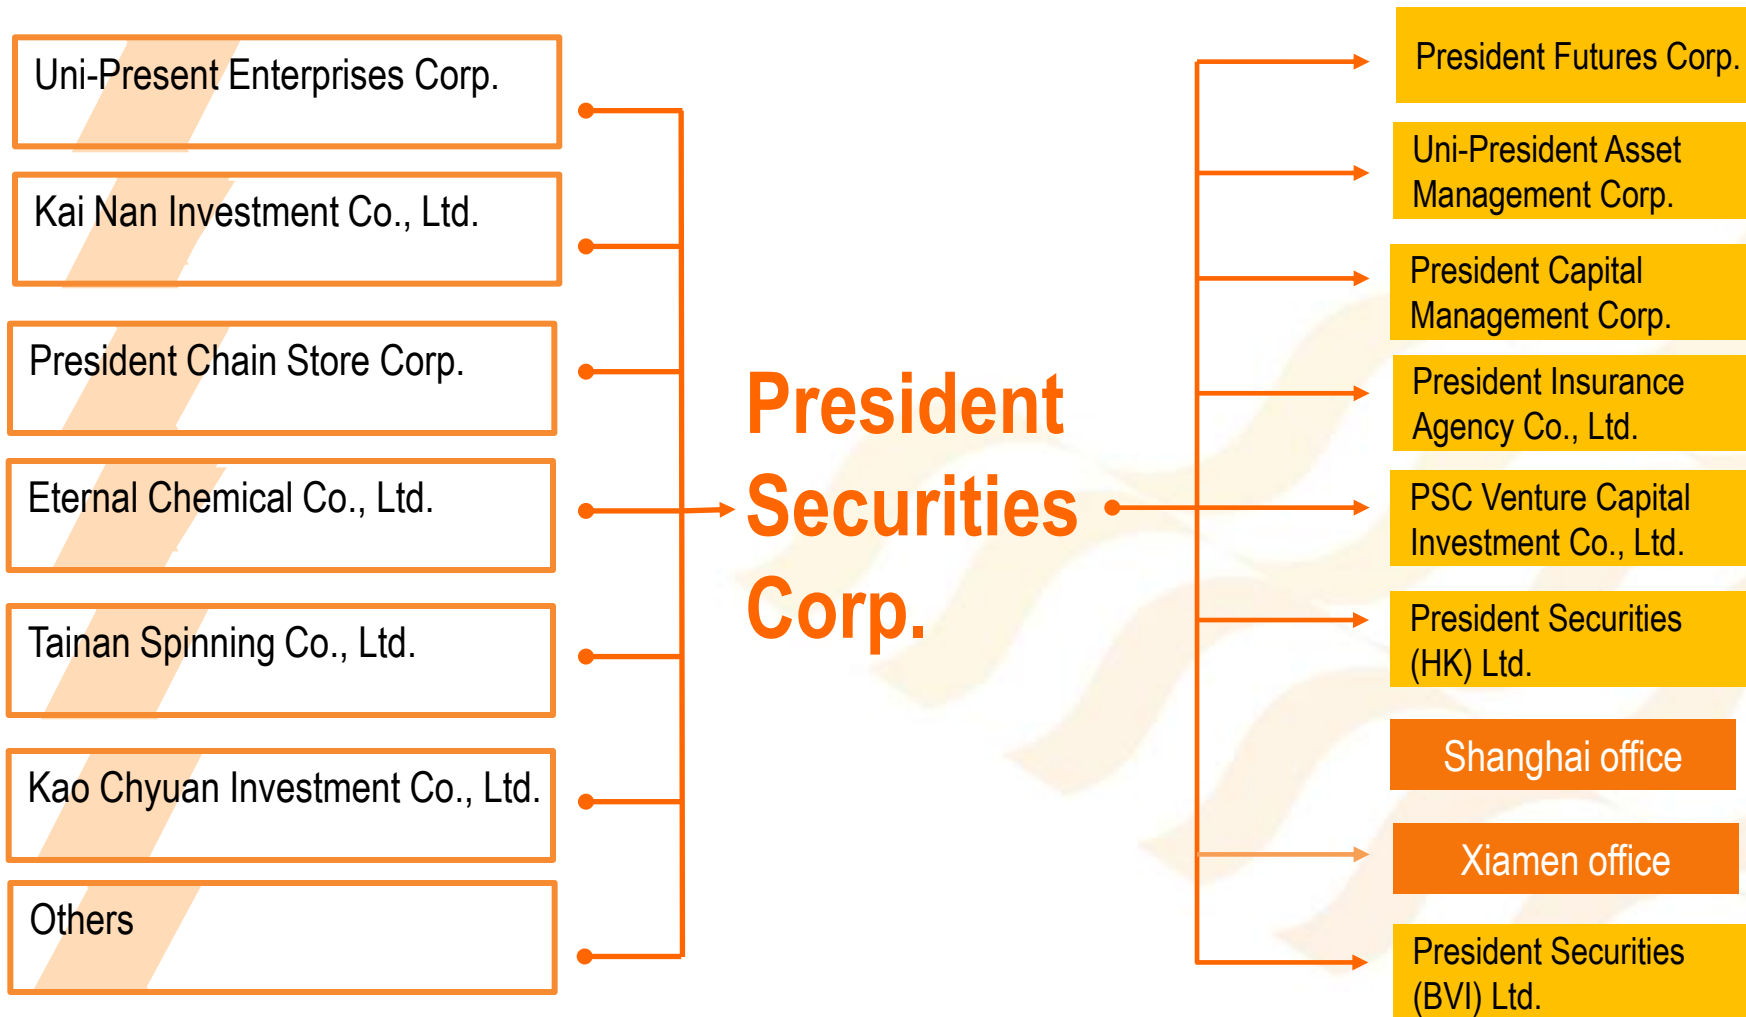 Uni-Present Enterprises Corp.
Kai Nan Investment Co., Ltd.
President Chain Store Corp.
Eternal Chemical Co., Ltd.
Tainan Spinning Co., Ltd.
Kao Chyuan Investment Co., Ltd.
Others
President
Securities
Corp.
President Futures Corp.
Uni-President Asset
Management Corp.
President Capital
Management Corp.
President Insurance
Agency Co., Ltd.
PSC Venture Capital
Investment Co., Ltd.
President Securities
(HK) Ltd.
Shanghai office
Xiamen office
President Securities
(BVI) Ltd.